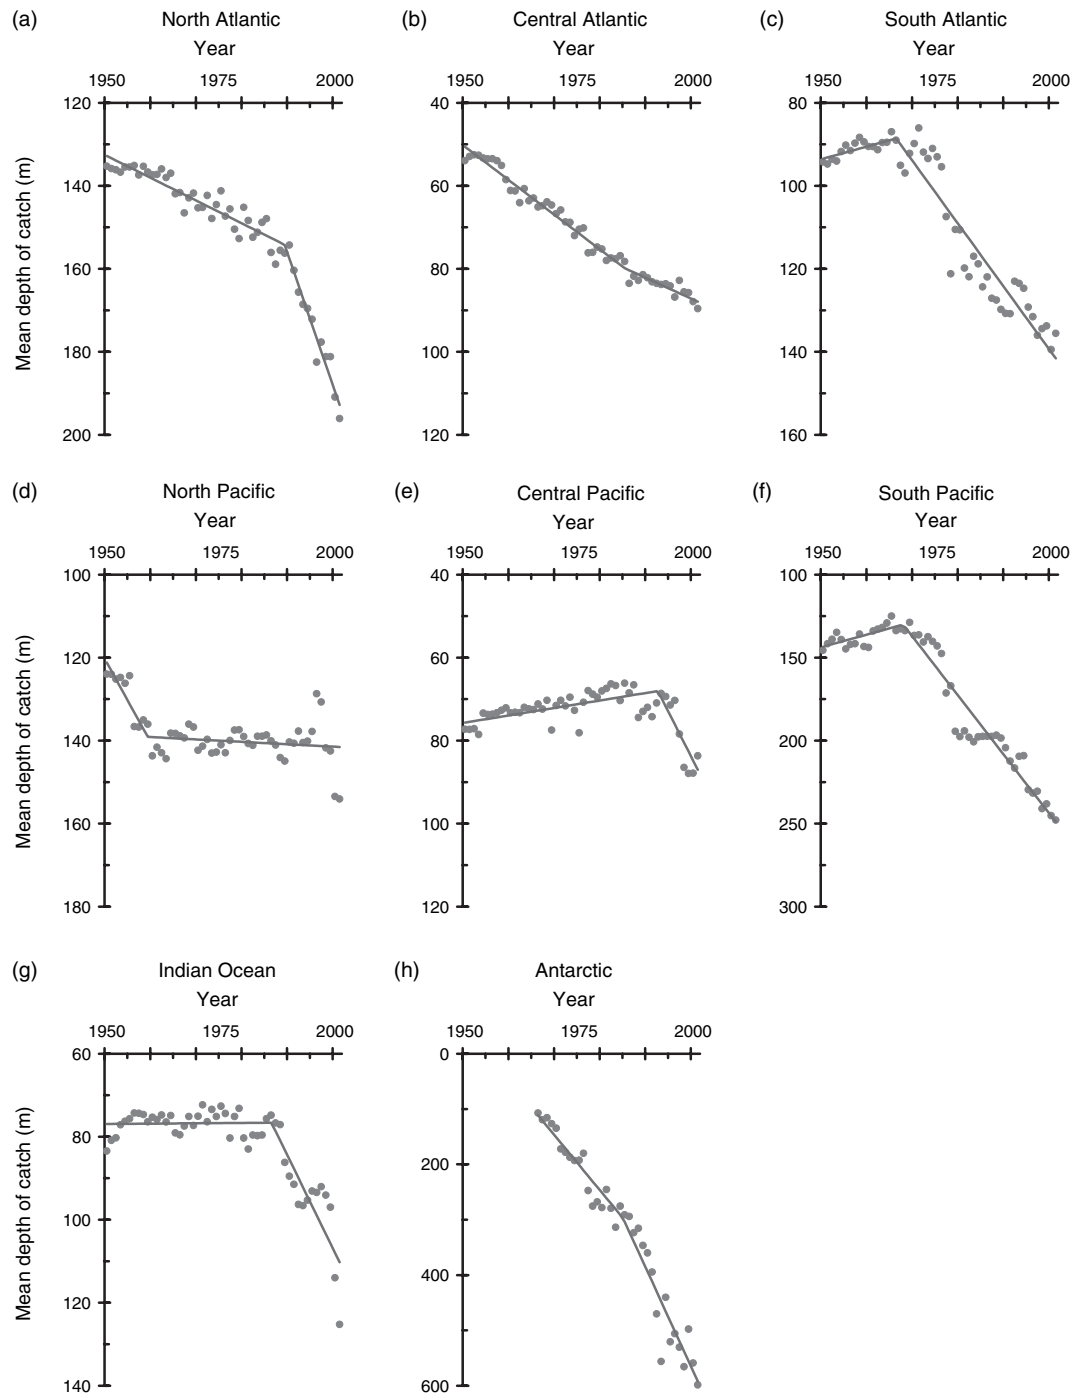 (a) North Atlantic (b) Central Atlantic (c) South Atlantic
Year Year Year
1950 1975 2000 1950 1975 2000 1950 1975 2000
120 40 80
140 60 100
160 80 120
180 100 140
200 120 160
Mean depth of catch (m)
(d) North Pacific (e) Central Pacific (f) South Pacific
Year Year Year
1950 1975 2000 1950 1975 2000 1950 1975 2000
100 40 100
120 60 150
140 80 200
160 100 250
180 120 300
Mean depth of catch (m)
(g) Indian Ocean (h) Antarctic
Year Year
1950 1975 2000 1950 1975 2000
60 0
80 200
100 400
120 600
140
Mean depth of catch (m)